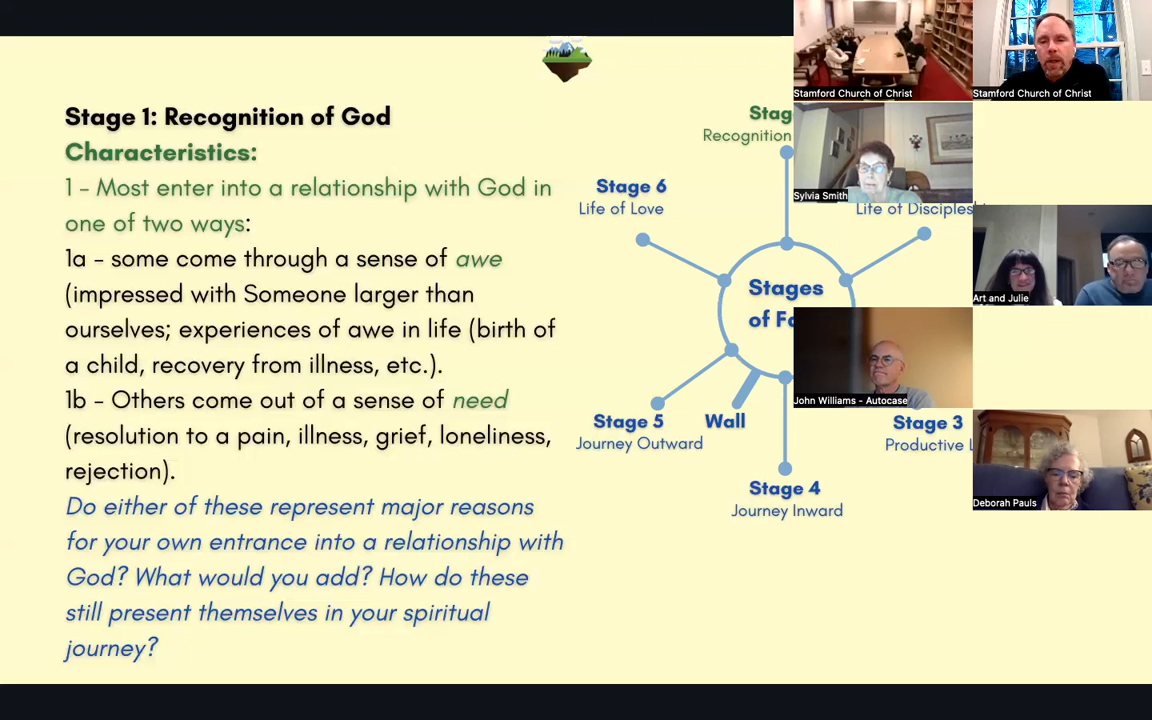 Stage 1: Recognition of God
Characteristics:
1 - Most enter into a relationship with God in
one of two ways:
1a - some come through a sense of awe
(impressed with Someone larger than
ourselves; experiences of awe in life (birth of
a child, recovery from illness, etc.).
1b - Others come out of a sense of need
(resolution to a pain, illness, grief, loneliness,
rejection).
Do either of these represent major reasons
for your own entrance into a relationship with
God? What would you add? How do these
still present themselves in your spiritual
journey?
Recognition
Stage 6
Life of Love
Life of
Stages
of
Stage 5
Journey Outward
Wall
Stage 4
Journey Inward
Stage 3
Productive
Stamford Church of Christ
Stamford Church of Christ
Sylvia Smith
Art and Julie
John Williams - Autocase
Deborah Pauls